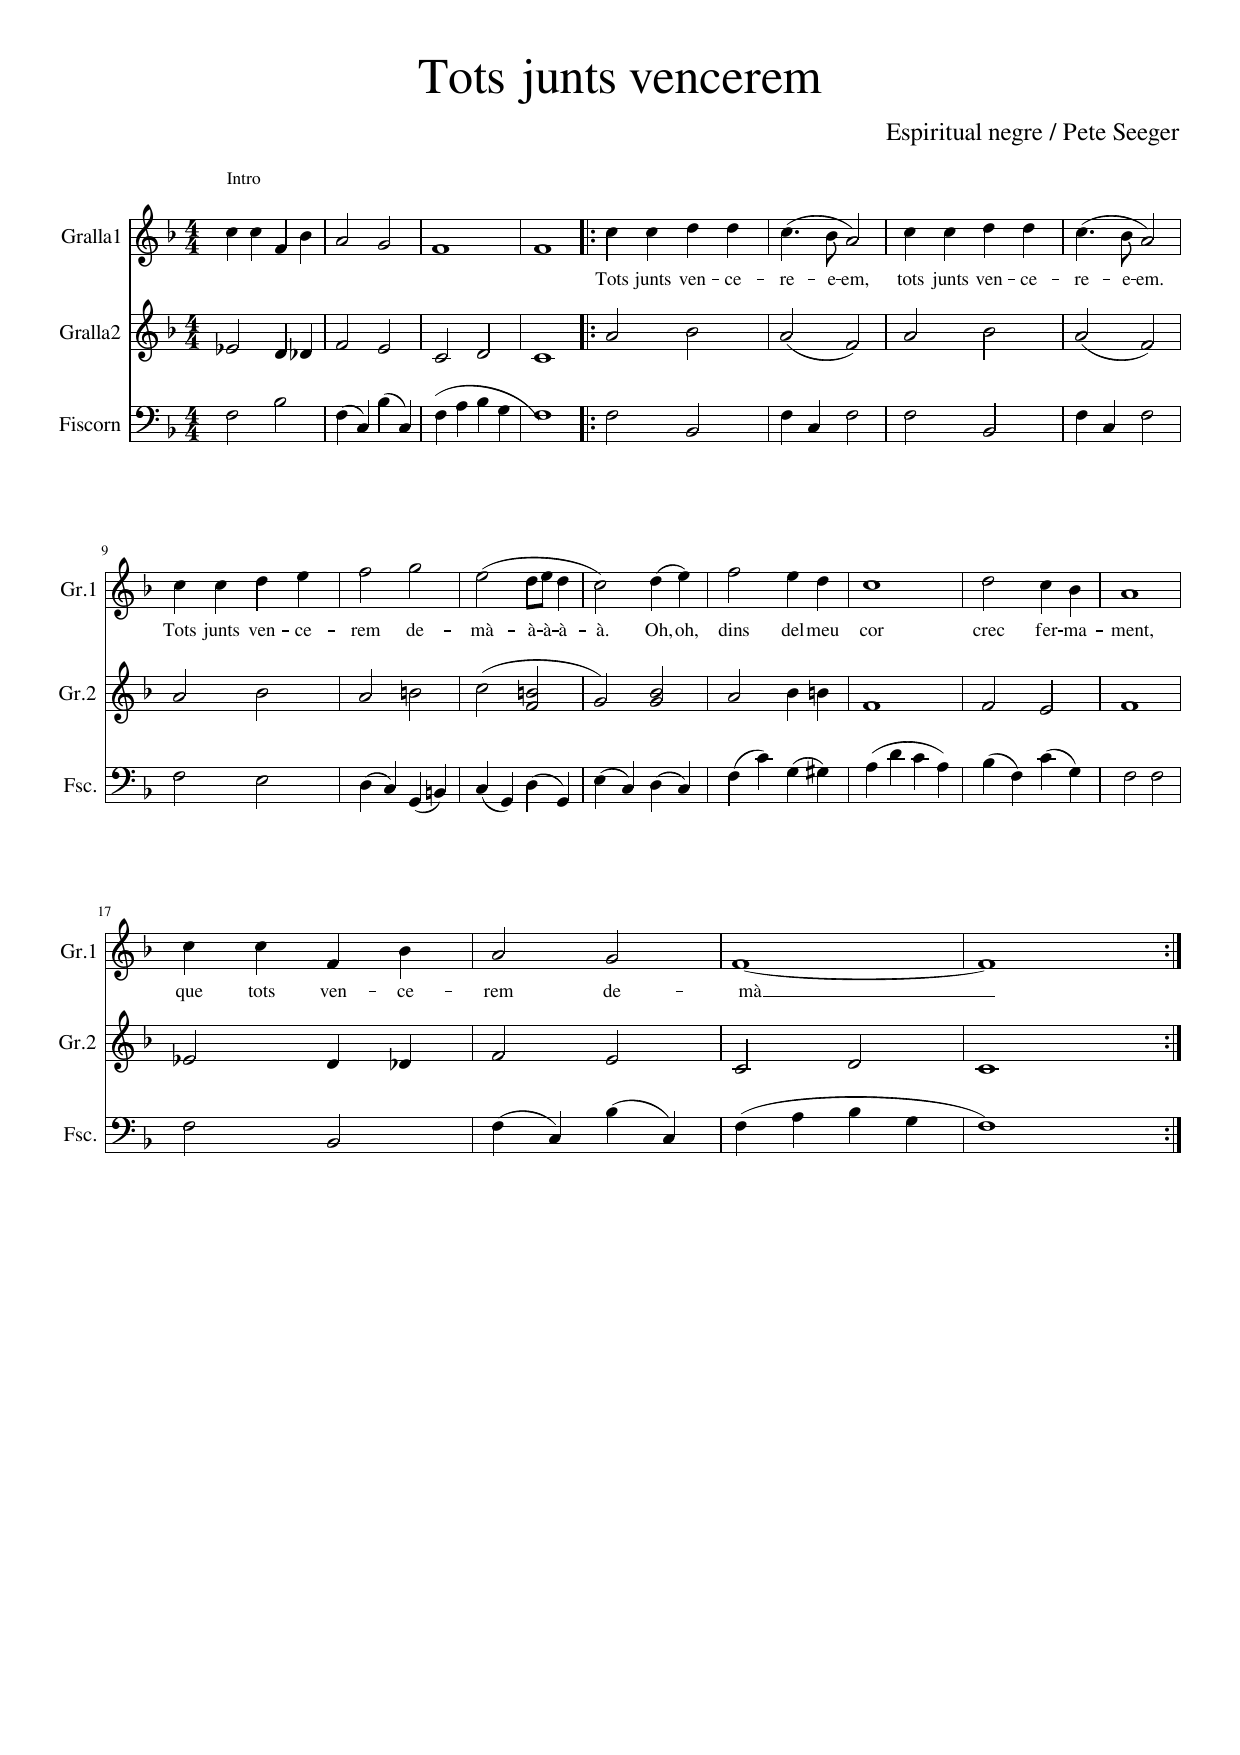 Tots junts vencerem
Espiritual negre / Pete Seeger
Intro
Gralla1
Tots junts ven - ce - re - e-em, tots junts ven - ce - re - e-em.
Gralla2
Fiscorn
9
Gr.1
Tots junts ven - ce - rem de - mà - à-à-à - à. Oh, oh, dins del meu cor crec fer-ma - ment,
Gr.2
Fsc.
17
Gr.1
que tots ven - ce - rem de - mà
Gr.2
Fsc.